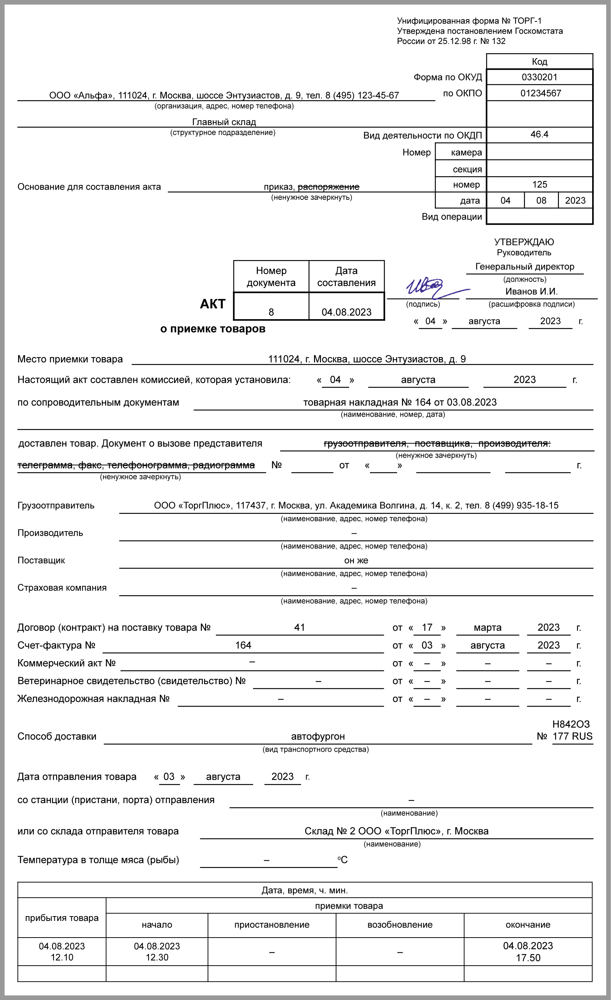 Унифицированная форма № ТОРГ-1
Утверждена постановлением Госкомстата
России от 25.12.98 г. № 132
Код
Форма по ОКУД 0330201
ООО «Альфа», 111024, г. Москва, шоссе Энтузиастов, д. 9, тел. 8 (495) 123-45-67 по ОКПО 01234567
(организация, адрес, номер телефона)
Главный склад
(структурное подразделение)
Вид деятельности по ОКДП 46.4
Номер камера
секция
Основание для составления акта приказ, распоряжение номер 125
(ненужное зачеркнуть)
дата 04 08 2023
Вид операции
УТВЕРЖДАЮ
Руководитель
Генеральный директор
(должность)
Иванов И.И.
(подпись) (расшифровка подписи)
« 04 » августа 2023 г.
Номер документа Дата составления
АКТ 8 04.08.2023
о приемке товаров
Место приемки товара 111024, г. Москва, шоссе Энтузиастов, д. 9
Настоящий акт составлен комиссией, которая установила: « 04 » августа 2023 г.
по сопроводительным документам товарная накладная № 164 от 03.08.2023
(наименование, номер, дата)
доставлен товар. Документ о вызове представителя грузоотправителя, поставщика, производителя:
(ненужное зачеркнуть)
телеграмма, факс, телефонограмма, радиограмма № от « » г.
(ненужное зачеркнуть)
Грузоотправитель ООО «ТоргПлюс», 117437, г. Москва, ул. Академика Волгина, д. 14, к. 2, тел. 8 (499) 935-18-15
(наименование, адрес, номер телефона)
Производитель –
(наименование, адрес, номер телефона)
Поставщик он же
(наименование, адрес, номер телефона)
Страховая компания –
(наименование, адрес, номер телефона)
Договор (контракт) на поставку товара № 41 от « 17 » марта 2023 г.
Счет-фактура № 164 от « 03 » августа 2023 г.
Коммерческий акт № – от « – » – – г.
Ветеринарное свидетельство (свидетельство) № – от « – » – – г.
Железнодорожная накладная № – от « – » – – г.
Н842ОЗ
Способ доставки автофургон № 177 RUS
(вид транспортного средства)
Дата отправления товара « 03 » августа 2023 г.
со станции (пристани, порта) отправления –
(наименование)
или со склада отправителя товара Склад № 2 ООО «ТоргПлюс», г. Москва
(наименование)
Температура в толще мяса (рыбы) – °С
Дата, время, ч. мин.
прибытия товара приемки товара
начало приостановление возобновление окончание
04.08.2023 04.08.2023 – – 04.08.2023
12.10 12.30 17.50